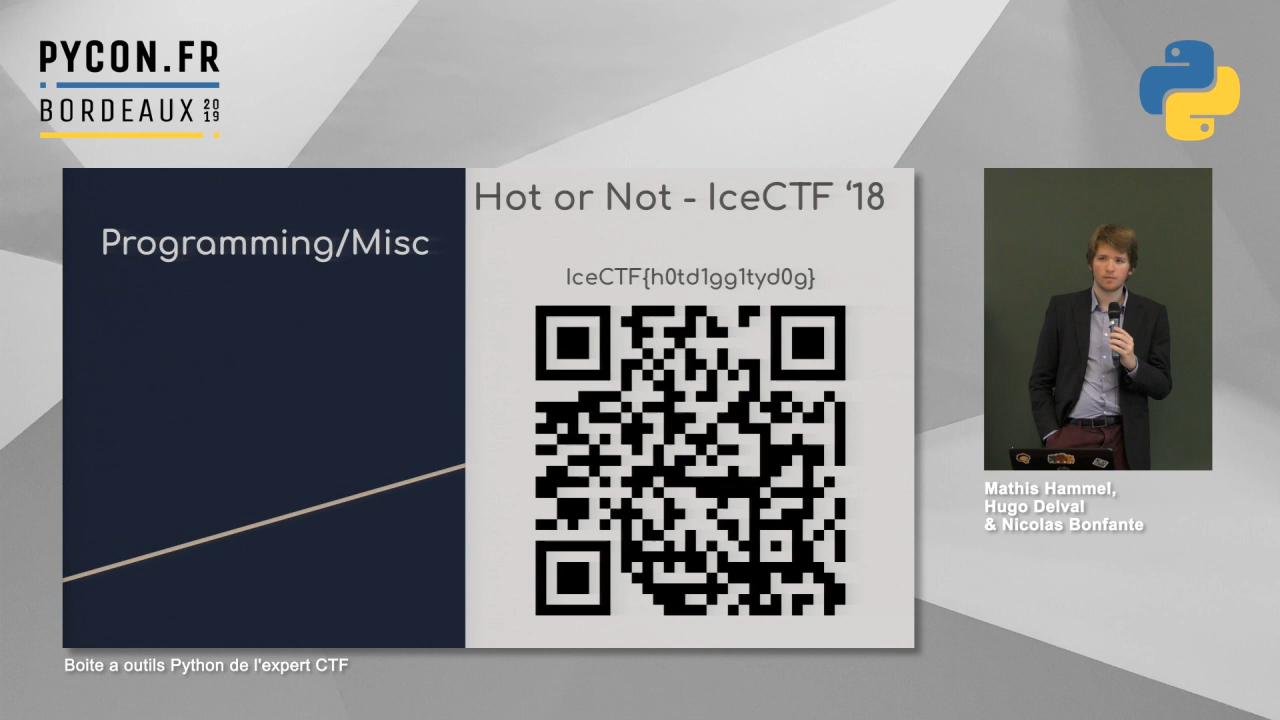 PYCON.FR
BORDEAUX 2019
Programming/Misc
Hot or Not - IceCTF ‘18
IceCTF{h0td1gg1tyd0g}
Mathis Hammel,
Hugo Delval
& Nicolas Bonfante
Boite a outils Python de l'expert CTF